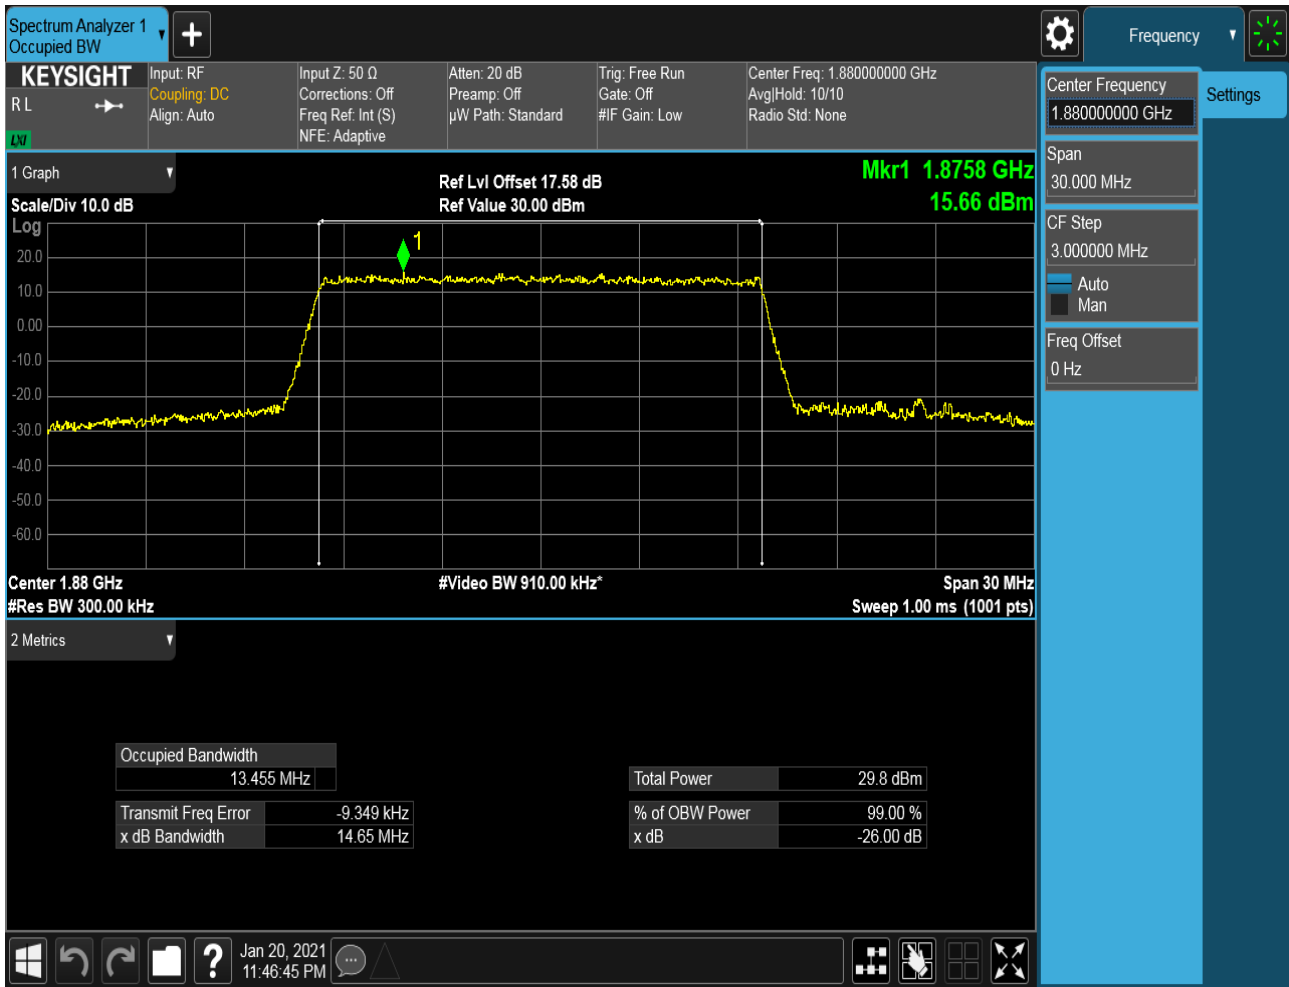 Spectrum Analyzer 1
Occupied BW
Frequency
KEYSIGHT
R L
LXI
Input: RF
Coupling: DC
Align: Auto
Input Z: 50 Ω
Corrections: Off
Freq Ref: Int (S)
NFE: Adaptive
Atten: 20 dB
Preamp: Off
µW Path: Standard
Trig: Free Run
Gate: Off
#IF Gain: Low
Center Freq: 1.880000000 GHz
Avg|Hold: 10/10
Radio Std: None
Center Frequency
1.880000000 GHz
Settings
Span
30.000 MHz
CF Step
3.000000 MHz
Auto
Man
Freq Offset
0 Hz
1 Graph
Scale/Div 10.0 dB
Ref Lvl Offset 17.58 dB
Ref Value 30.00 dBm
Mkr1 1.8758 GHz
15.66 dBm
Log
1
20.0
10.0
0.00
-10.0
-20.0
-30.0
-40.0
-50.0
-60.0
Center 1.88 GHz
#Res BW 300.00 kHz
#Video BW 910.00 kHz*
Span 30 MHz
Sweep 1.00 ms (1001 pts)
2 Metrics
Occupied Bandwidth
13.455 MHz
Transmit Freq Error -9.349 kHz
x dB Bandwidth 14.65 MHz
Total Power 29.8 dBm
% of OBW Power 99.00 %
x dB -26.00 dB
?
Jan 20, 2021
11:46:45 PM